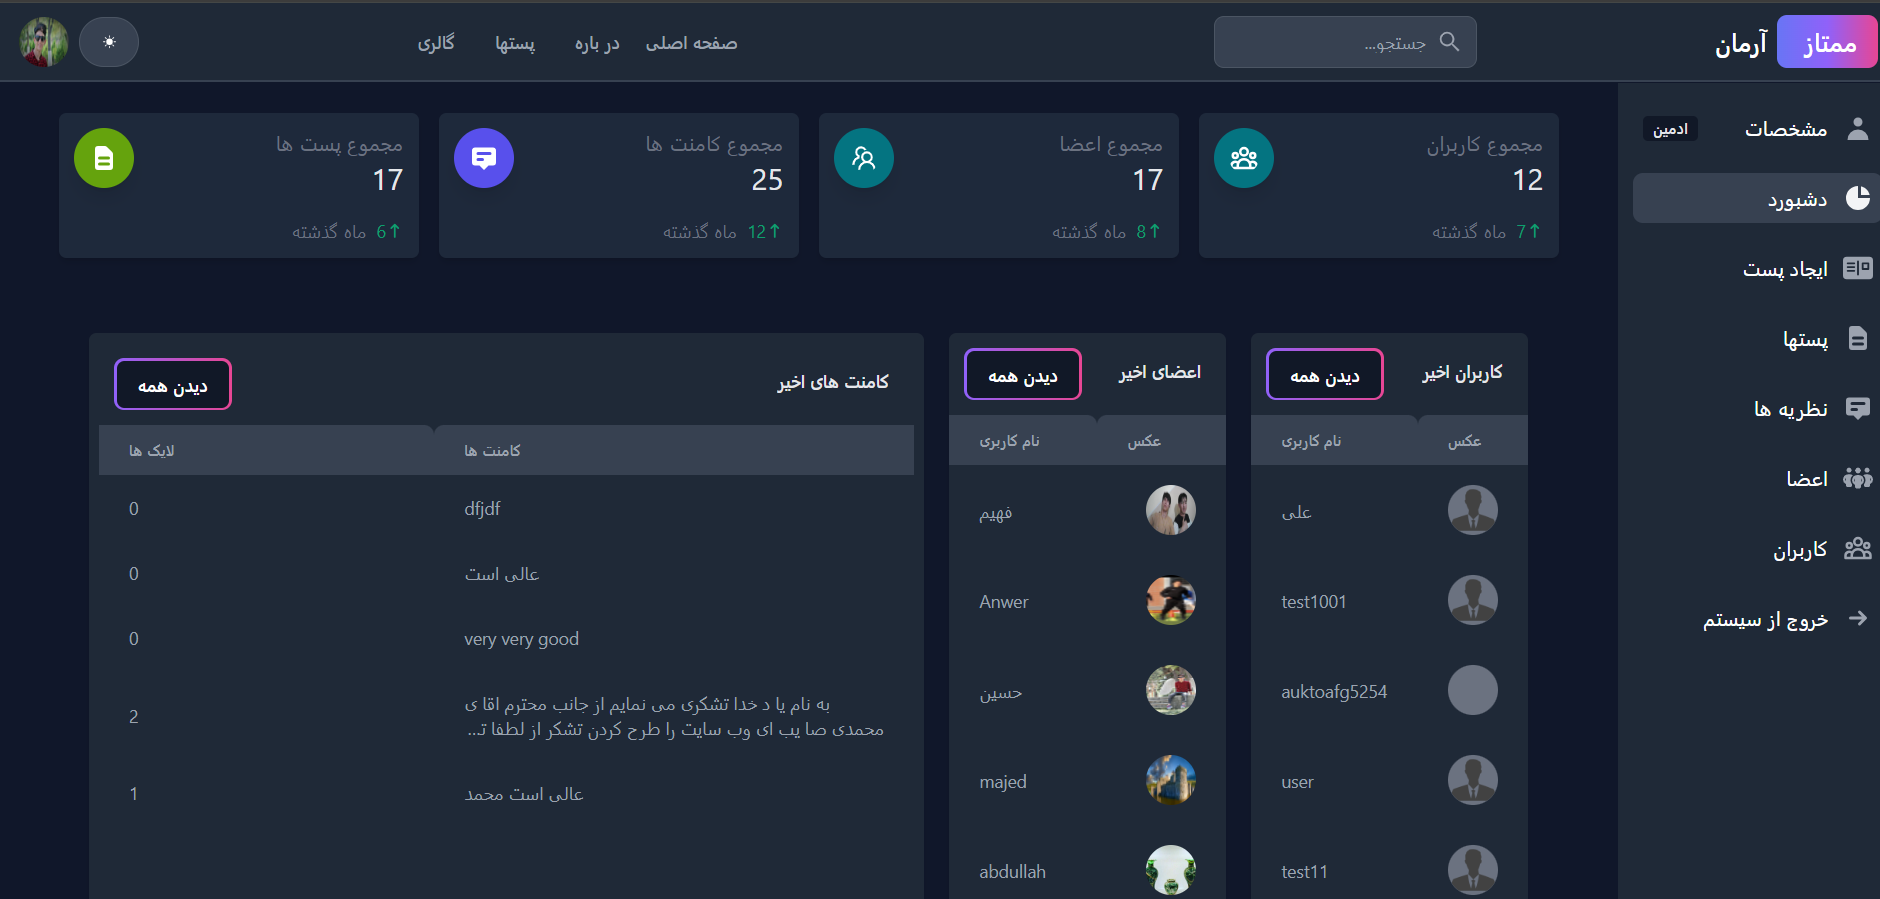 ممتاز آرمان
جستجو...
صفحه اصلی
در باره
پستها
گالری
مشخصات
ادمین
دشبورد
ایجاد پست
پستها
نظریه ها
اعضا
کاربران
خروج از سیستم
مجموع کاربران
12
7 ماه گذشته
مجموع اعضا
17
8 ماه گذشته
مجموع کامنت ها
25
12 ماه گذشته
مجموع پست ها
17
6 ماه گذشته
کاربران اخیر
دیدن همه
عکس
نام کاربری
علی
test1001
auktoafg5254
user
test11
اعضای اخیر
دیدن همه
عکس
نام کاربری
فهیم
Anwer
حسین
majed
abdullah
کامنت های اخیر
دیدن همه
کامنت ها
لایک ها
dfjdf
0
عالی است
0
very very good
0
به نام یا د خدا تشکری می نمایم از جانب محترم اقا ی
محمدی صا یب ای وب سایت را طرح کردن تشکر از لطفا تـ...
2
عالی است محمد
1